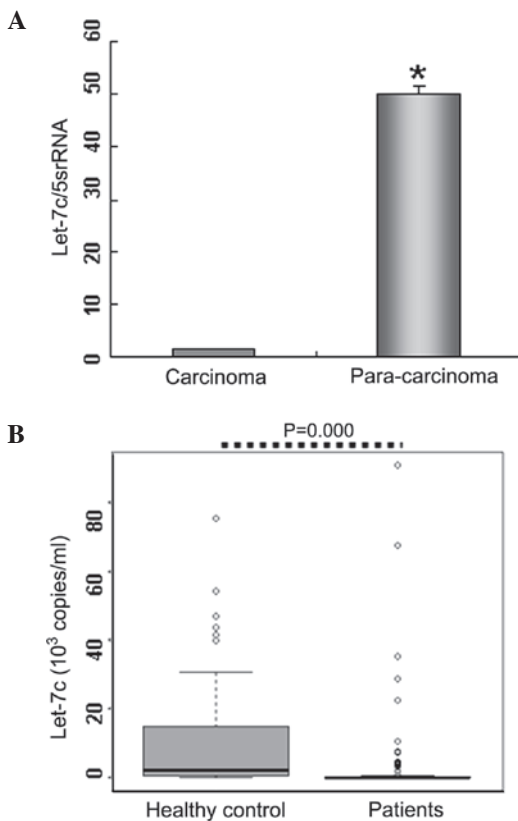 A
Let-7c/5srRNA
60
50
40
30
20
10
0
*
Carcinoma Para-carcinoma
B
P=0.000
Let-7c (10³ copies/ml)
80
60
40
20
0
Healthy control Patients